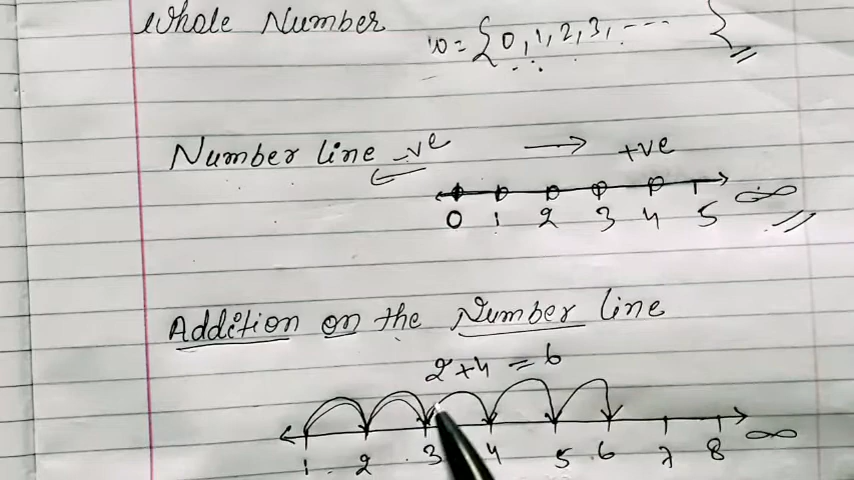 Whole Number
w = {0, 1, 2, 3, ---- }
Number line -ve → +ve
0 1 2 3 4 5 ∞
Addition on the Number line
2+4 = 6
1 2 3 4 5 6 7 8 ∞